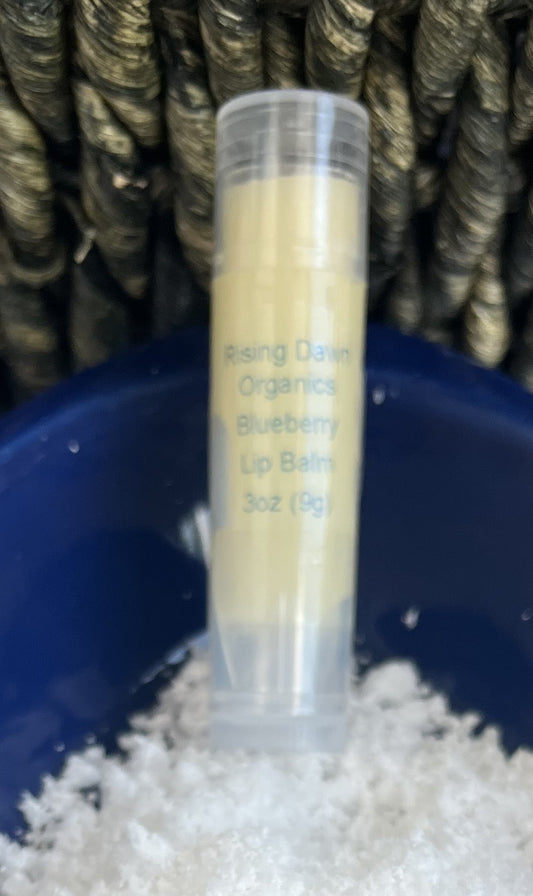 Rising Dawn
Organics
Blueberry
Lip Balm
3oz (9g)